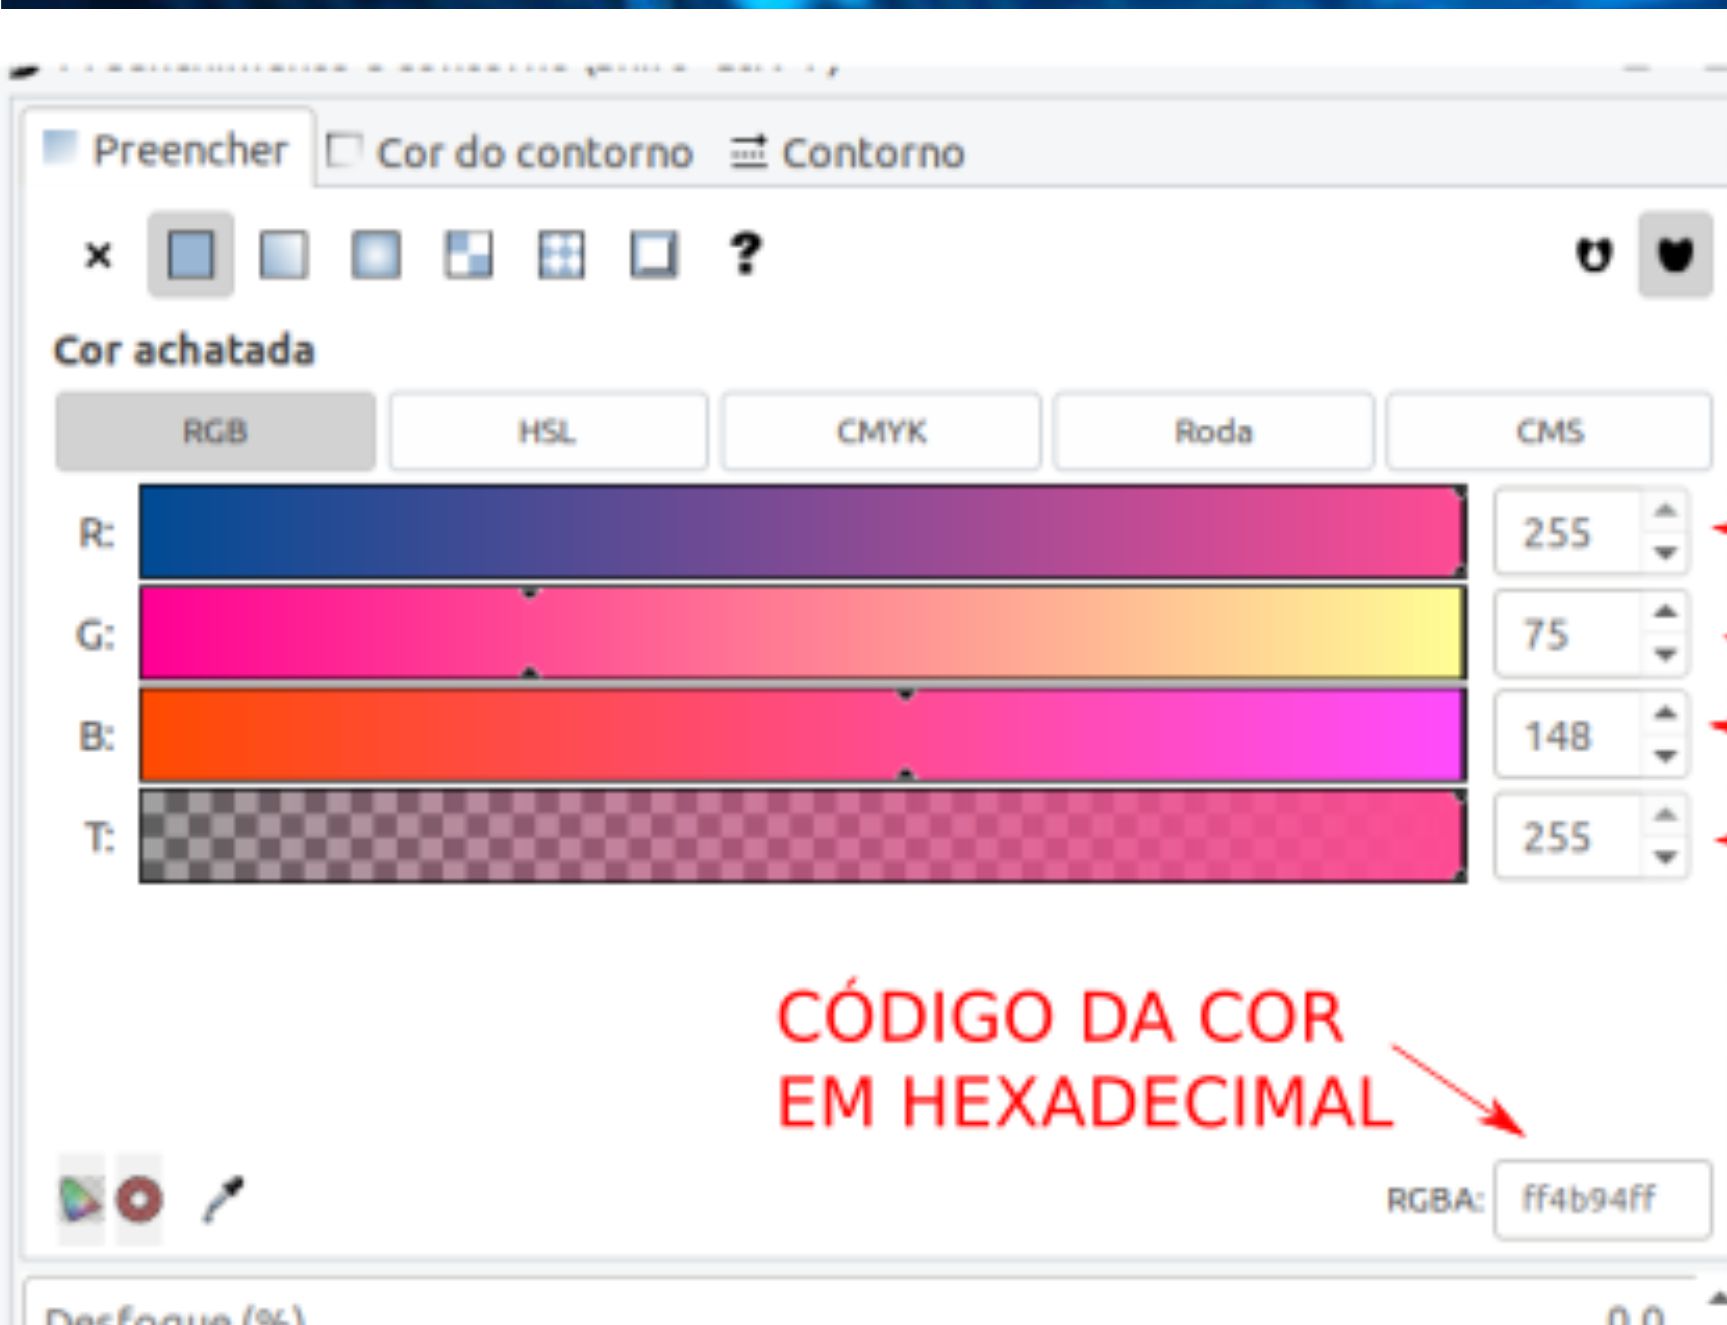 Preencher Cor do contorno Contorno
?
Cor achatada
RGB HSL CMYK Roda CMS
R: 255
G: 75
B: 148
T: 255
CÓDIGO DA COR
EM HEXADECIMAL
RGBA: ff4b94ff
Desfoque (%) 0,0